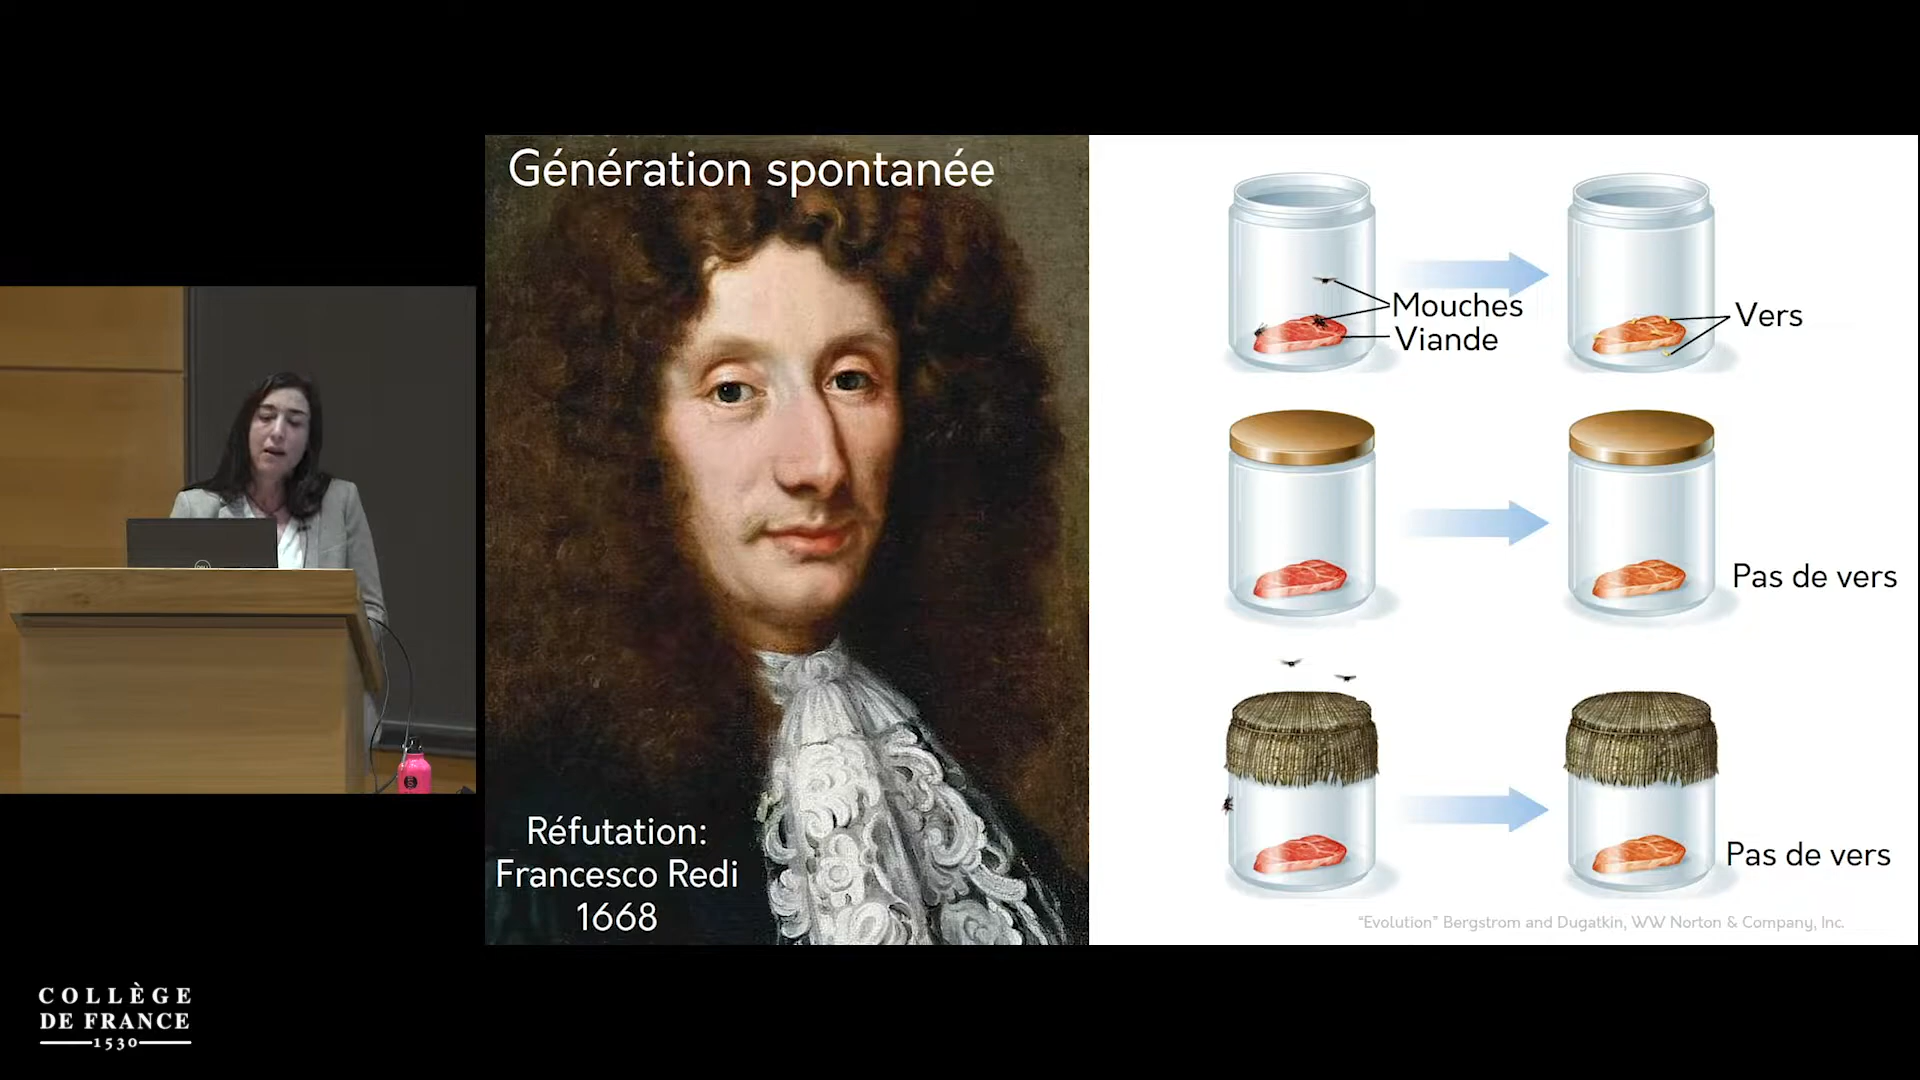 Génération spontanée
Réfutation:
Francesco Redi
1668
Mouches
Viande
Vers
Pas de vers
Pas de vers
“Evolution” Bergstrom and Dugatkin, WW Norton & Company, Inc.
COLLÈGE
DE FRANCE
1530